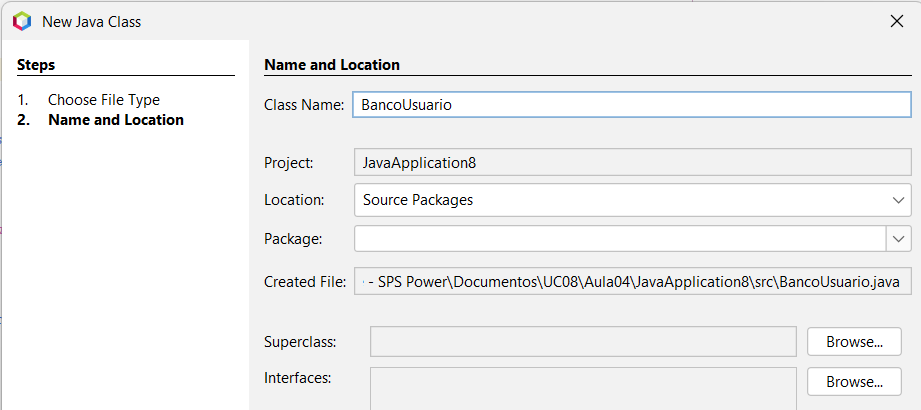 New Java Class
Steps
1. Choose File Type
2. Name and Location
Name and Location
Class Name: BancoUsuario
Project: JavaApplication8
Location: Source Packages
Package:
Created File: - SPS Power\Documentos\UC08\Aula04\JavaApplication8\src\BancoUsuario.java
Superclass: Browse...
Interfaces: Browse...